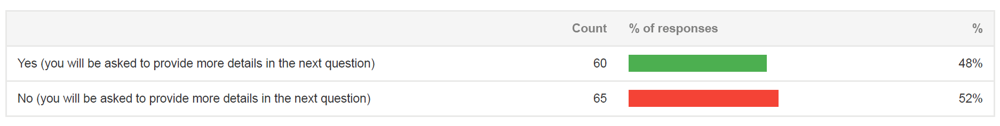 Count % of responses %
Yes (you will be asked to provide more details in the next question) 60 48%
No (you will be asked to provide more details in the next question) 65 52%